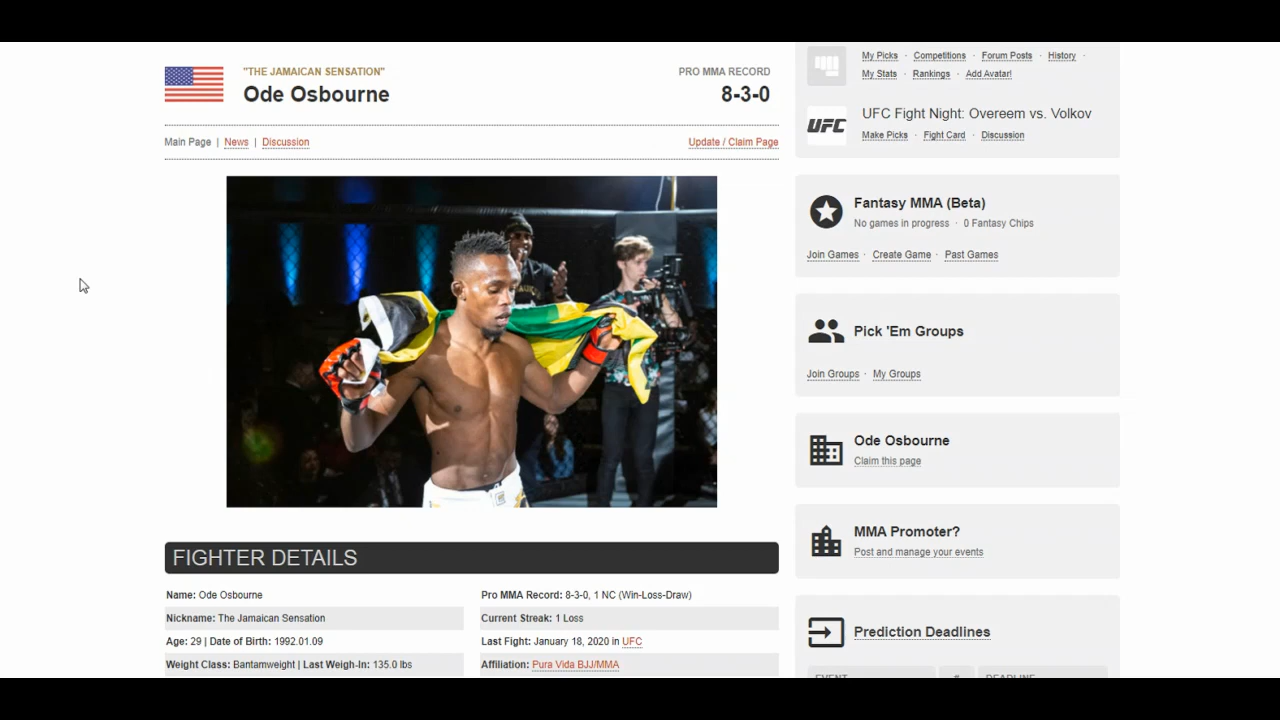 "THE JAMAICAN SENSATION"
Ode Osbourne
PRO MMA RECORD
8-3-0
Main Page | News | Discussion
Update / Claim Page
FIGHTER DETAILS
Name: Ode Osbourne
Nickname: The Jamaican Sensation
Age: 29 | Date of Birth: 1992.01.09
Weight Class: Bantamweight | Last Weigh-In: 135.0 lbs
Pro MMA Record: 8-3-0, 1 NC (Win-Loss-Draw)
Current Streak: 1 Loss
Last Fight: January 18, 2020 in UFC
Affiliation: Pura Vida BJJ/MMA
My Picks · Competitions · Forum Posts · History ·
My Stats · Rankings · Add Avatar!
UFC
UFC Fight Night: Overeem vs. Volkov
Make Picks · Fight Card · Discussion
Fantasy MMA (Beta)
No games in progress · 0 Fantasy Chips
Join Games · Create Game · Past Games
Pick 'Em Groups
Join Groups · My Groups
Ode Osbourne
Claim this page
MMA Promoter?
Post and manage your events
Prediction Deadlines
EVENT # DEADLINE